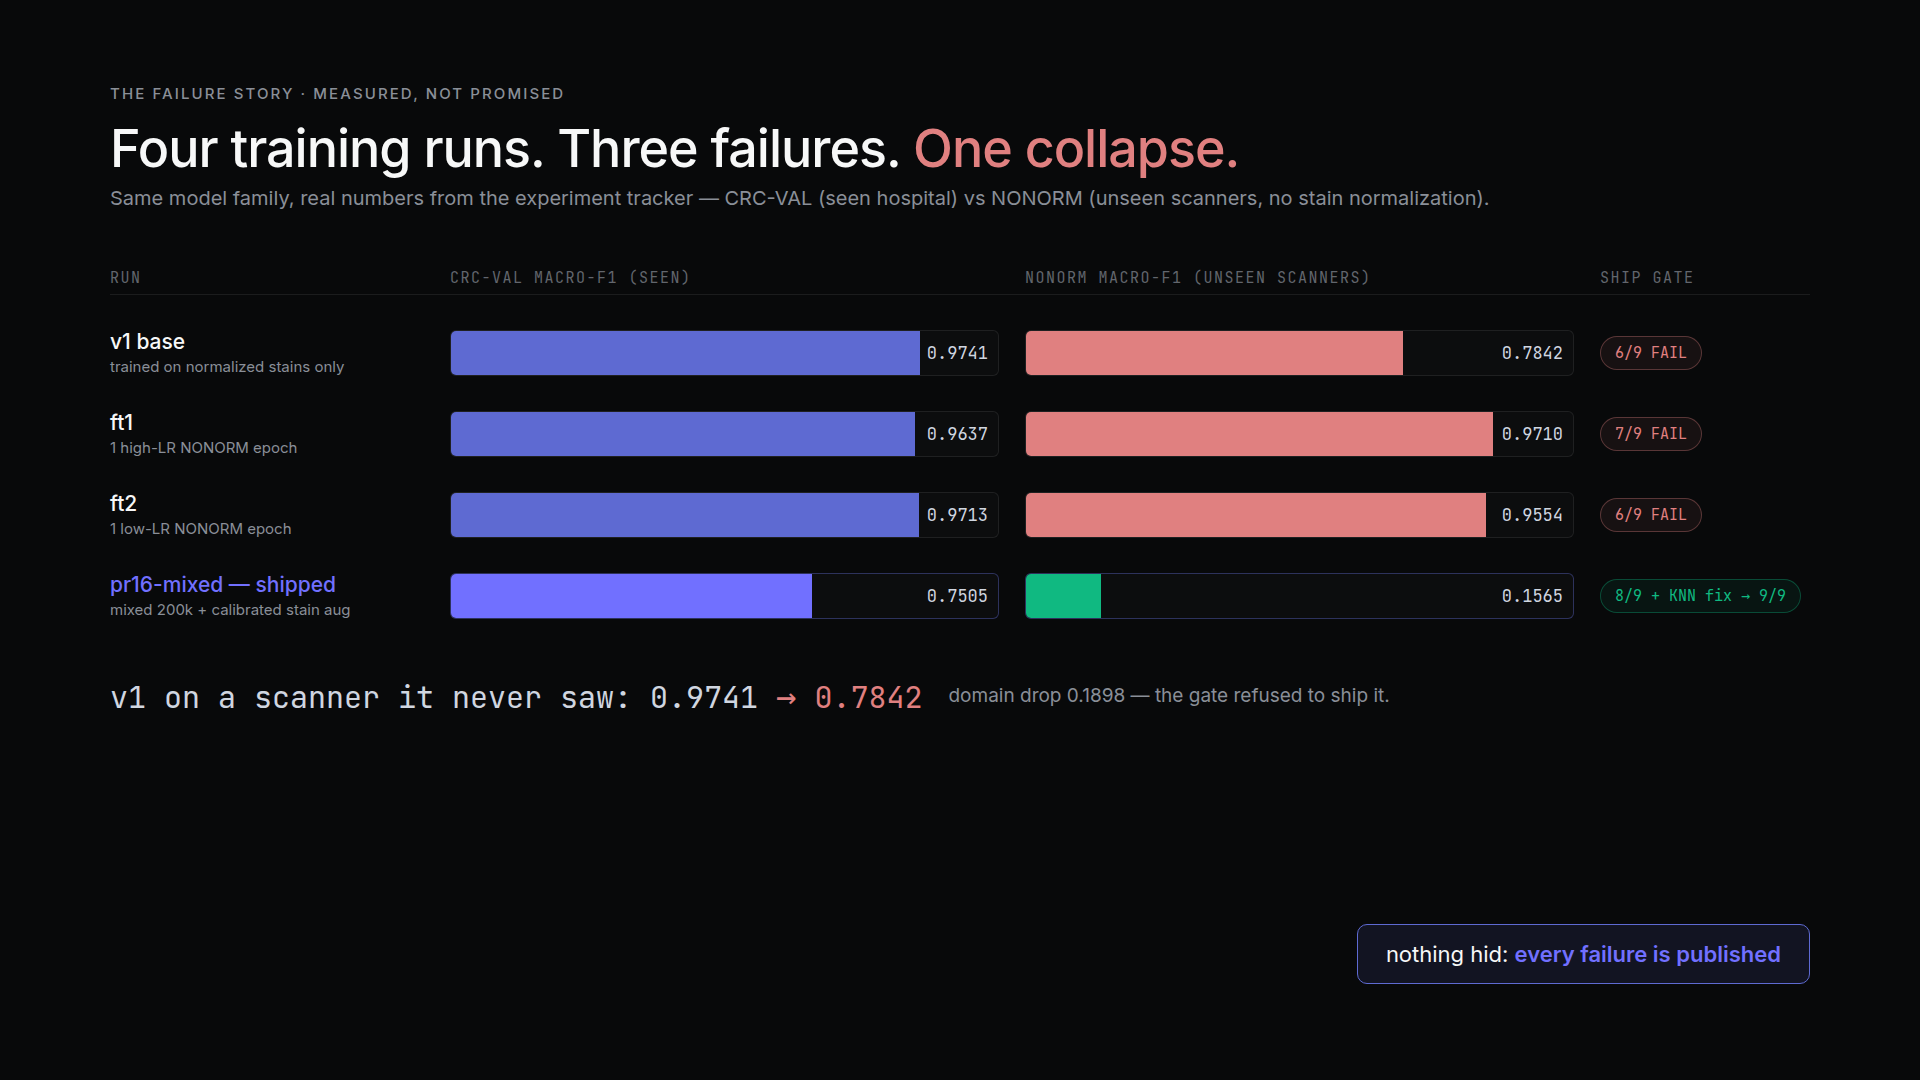 THE FAILURE STORY · MEASURED, NOT PROMISED
Four training runs. Three failures. One collapse.
Same model family, real numbers from the experiment tracker — CRC-VAL (seen hospital) vs NONORM (unseen scanners, no stain normalization).
RUN CRC-VAL MACRO-F1 (SEEN) NONORM MACRO-F1 (UNSEEN SCANNERS) SHIP GATE
v1 base
trained on normalized stains only
0.9741 0.7842 6/9 FAIL
ft1
1 high-LR NONORM epoch
0.9637 0.9710 7/9 FAIL
ft2
1 low-LR NONORM epoch
0.9713 0.9554 6/9 FAIL
pr16-mixed — shipped
mixed 200k + calibrated stain aug
0.7505 0.1565 8/9 + KNN fix → 9/9
v1 on a scanner it never saw: 0.9741 → 0.7842 domain drop 0.1898 — the gate refused to ship it.
nothing hid: every failure is published